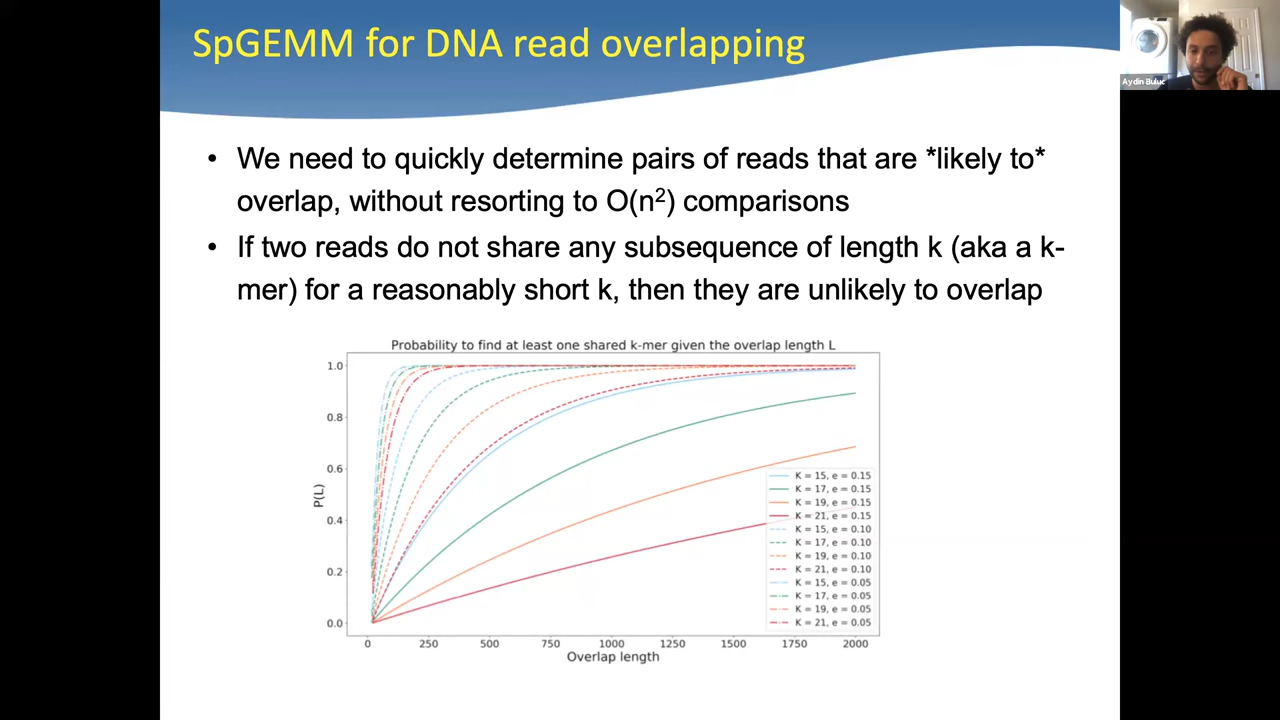 SpGEMM for DNA read overlapping
Aydin Buluc
• We need to quickly determine pairs of reads that are *likely to*
overlap, without resorting to O(n²) comparisons
• If two reads do not share any subsequence of length k (aka a k-
mer) for a reasonably short k, then they are unlikely to overlap
Probability to find at least one shared k-mer given the overlap length L
1.0
0.8
0.6
0.4
0.2
0.0
P(L)
K = 15, e = 0.15
K = 17, e = 0.15
K = 19, e = 0.15
K = 21, e = 0.15
K = 15, e = 0.10
K = 17, e = 0.10
K = 19, e = 0.10
K = 21, e = 0.10
K = 15, e = 0.05
K = 17, e = 0.05
K = 19, e = 0.05
K = 21, e = 0.05
0 250 500 750 1000 1250 1500 1750 2000
Overlap length